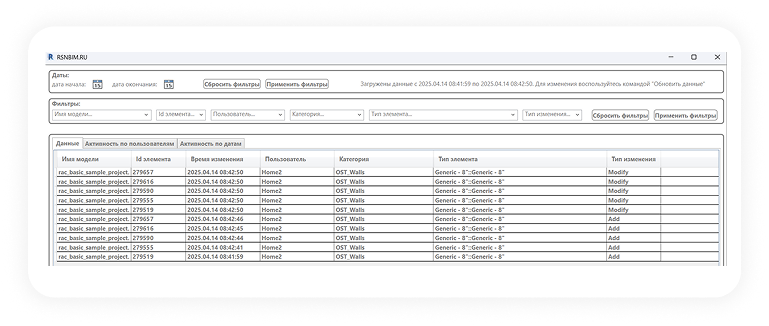 R RSNBIM.RU
Даты:
дата начала: 15 дата окончания: 15 Сбросить фильтры Применить фильтры Загружены данные с 2025.04.14 08:41:59 по 2025.04.14 08:42:50. Для изменения воспользуйтесь командой "Обновить данные"
Фильтры:
Имя модели... Id элемента... Пользователь... Категория... Тип элемента... Тип изменения... Сбросить фильтры Применить фильтры
Данные Активность по пользователям Активность по датам
Имя модели Id элемента Время изменения Пользователь Категория Тип элемента Тип изменения
rac_basic_sample_project. 279657 2025.04.14 08:42:50 Home2 OST_Walls Generic - 8"::Generic - 8" Modify
rac_basic_sample_project. 279616 2025.04.14 08:42:50 Home2 OST_Walls Generic - 8"::Generic - 8" Modify
rac_basic_sample_project. 279590 2025.04.14 08:42:50 Home2 OST_Walls Generic - 8"::Generic - 8" Modify
rac_basic_sample_project. 279555 2025.04.14 08:42:50 Home2 OST_Walls Generic - 8"::Generic - 8" Modify
rac_basic_sample_project. 279519 2025.04.14 08:42:50 Home2 OST_Walls Generic - 8"::Generic - 8" Modify
rac_basic_sample_project. 279657 2025.04.14 08:42:46 Home2 OST_Walls Generic - 8"::Generic - 8" Add
rac_basic_sample_project. 279616 2025.04.14 08:42:45 Home2 OST_Walls Generic - 8"::Generic - 8" Add
rac_basic_sample_project. 279590 2025.04.14 08:42:44 Home2 OST_Walls Generic - 8"::Generic - 8" Add
rac_basic_sample_project. 279555 2025.04.14 08:42:41 Home2 OST_Walls Generic - 8"::Generic - 8" Add
rac_basic_sample_project. 279519 2025.04.14 08:41:59 Home2 OST_Walls Generic - 8"::Generic - 8" Add